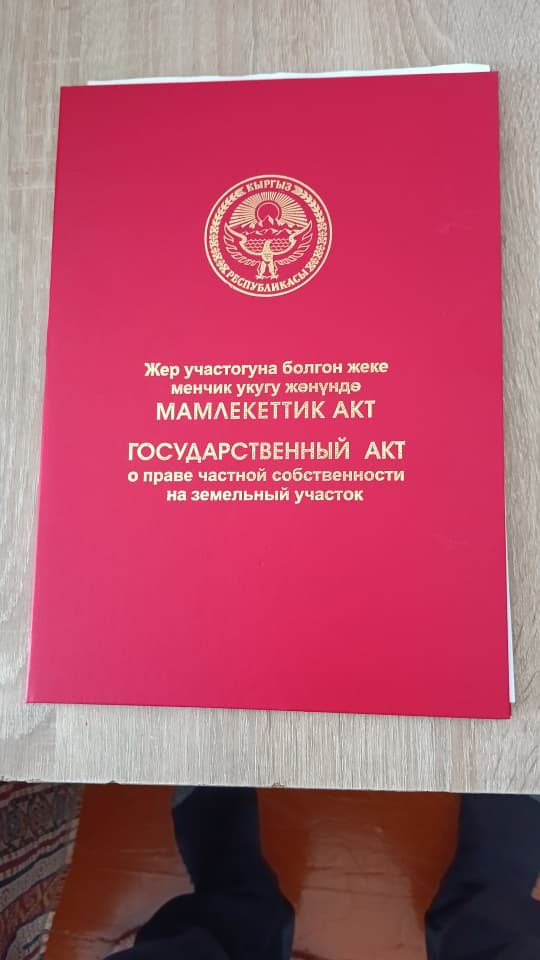 КЫРГЫЗ
РЕСПУБЛИКАСЫ
Жер участогуна болгон жеке
менчик укугу жөнүндө
МАМЛЕКЕТТИК АКТ
ГОСУДАРСТВЕННЫЙ АКТ
о праве частной собственности
на земельный участок